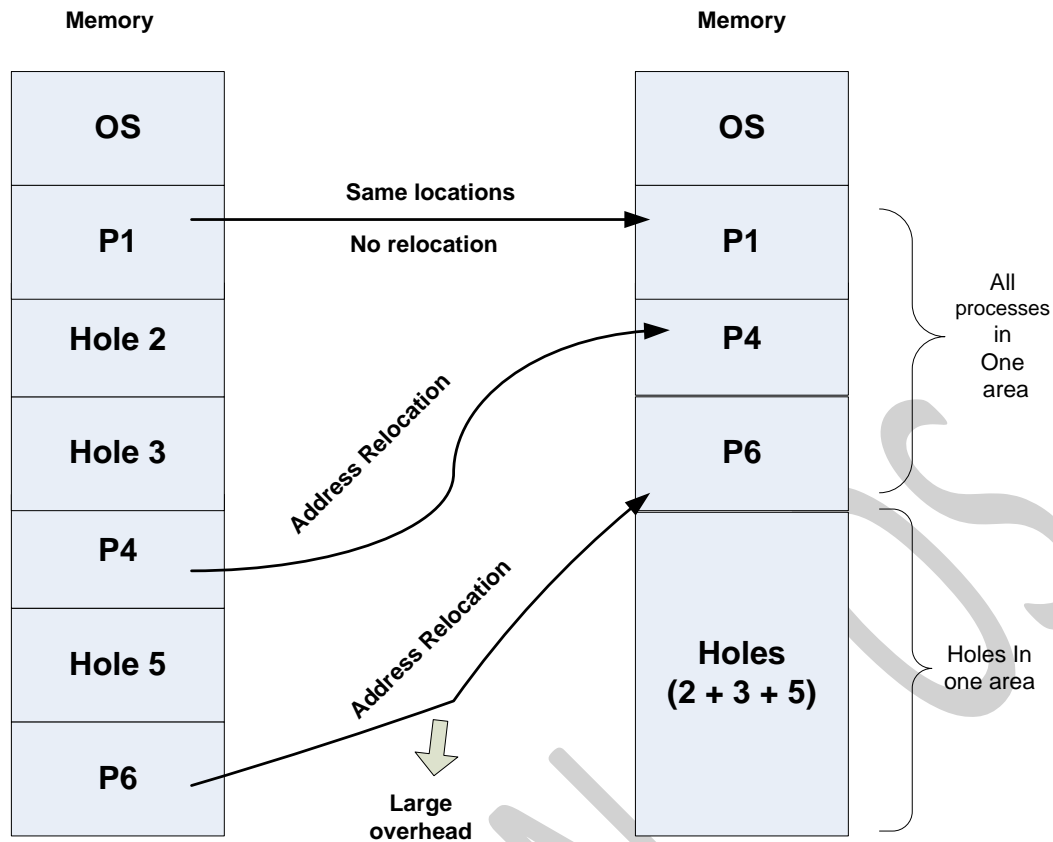 Memory
Memory
OS
P1
Hole 2
Hole 3
P4
Hole 5
P6
Same locations
No relocation
Address Relocation
Address Relocation
Large
overhead
OS
P1
P4
P6
Holes
(2 + 3 + 5)
All
processes
in
One
area
Holes In
one area